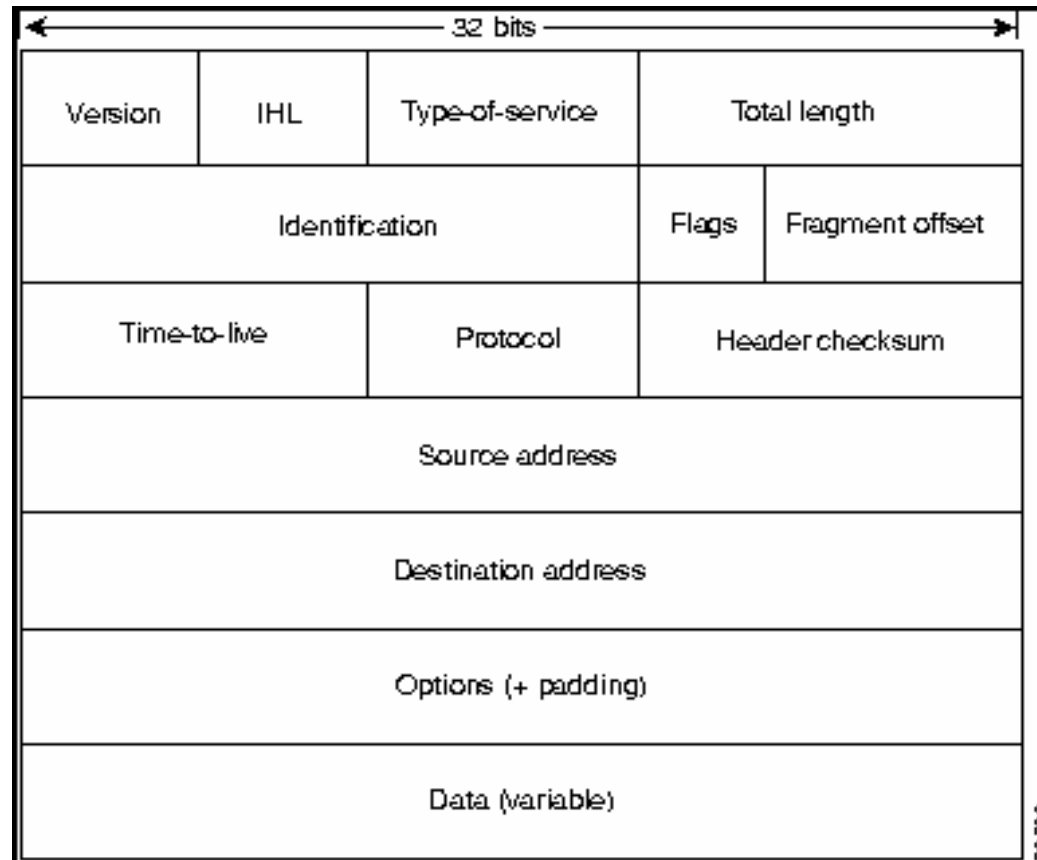 32 bits
Version IHL Type-of-service Total length
Identification Flags Fragment offset
Time-to-live Protocol Header checksum
Source address
Destination address
Options (+ padding)
Data (variable)